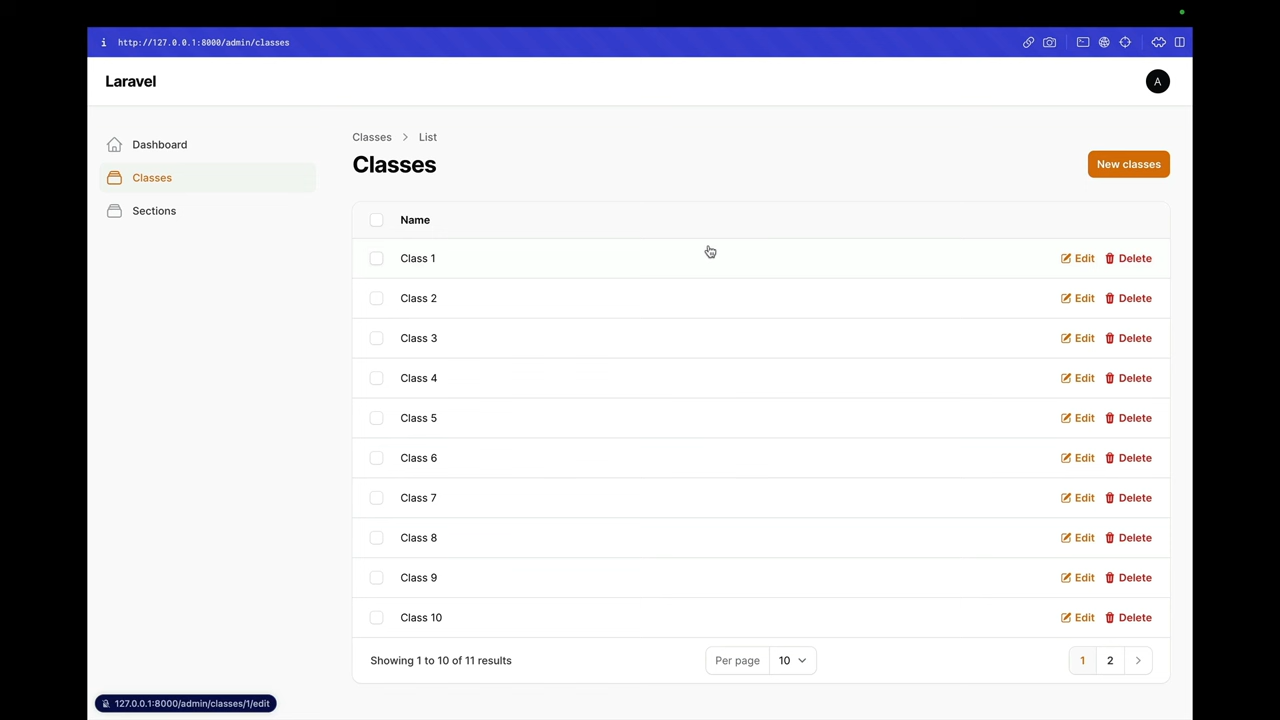 http://127.0.0.1:8000/admin/classes
Laravel
A
Dashboard
Classes
Sections
Classes > List
Classes
New classes
Name
Class 1 Edit Delete
Class 2 Edit Delete
Class 3 Edit Delete
Class 4 Edit Delete
Class 5 Edit Delete
Class 6 Edit Delete
Class 7 Edit Delete
Class 8 Edit Delete
Class 9 Edit Delete
Class 10 Edit Delete
Showing 1 to 10 of 11 results Per page 10 1 2
127.0.0.1:8000/admin/classes/1/edit